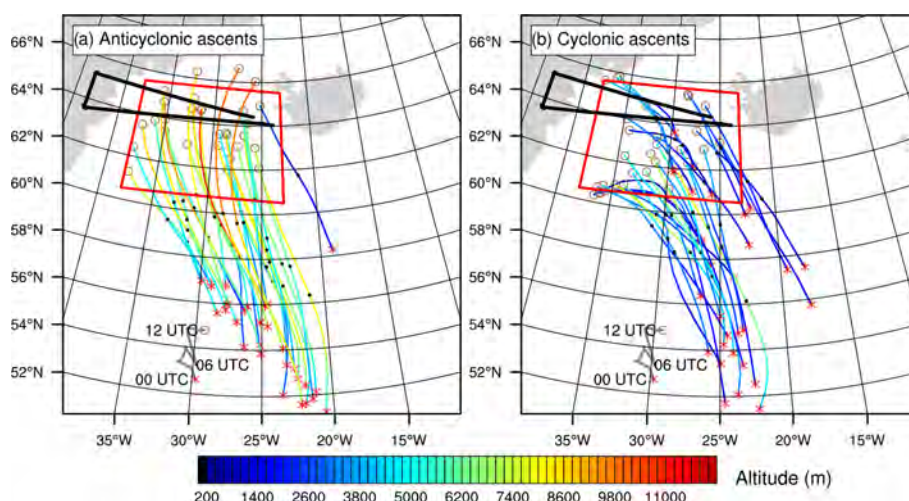 (a) Anticyclonic ascents
(b) Cyclonic ascents
66°N
64°N
62°N
60°N
58°N
56°N
54°N
52°N
66°N
64°N
62°N
60°N
58°N
56°N
54°N
52°N
12 UTC
06 UTC
00 UTC
12 UTC
06 UTC
00 UTC
35°W 30°W 25°W 20°W 15°W
35°W 30°W 25°W 20°W 15°W
200 1400 2600 3800 5000 6200 7400 8600 9800 11000
Altitude (m)